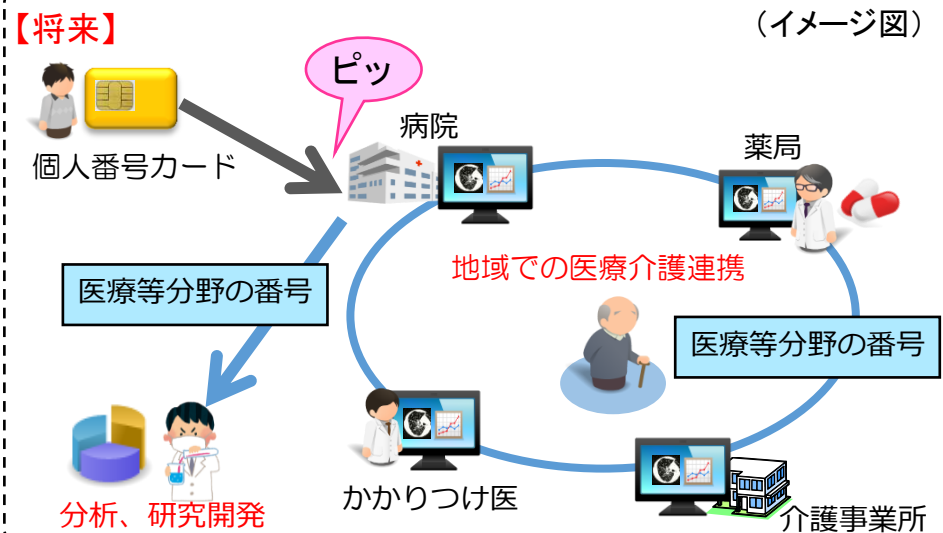 【将来】
（イメージ図）
ピッ
病院
薬局
個人番号カード
地域での医療介護連携
医療等分野の番号
医療等分野の番号
かかりつけ医
分析、研究開発
介護事業所